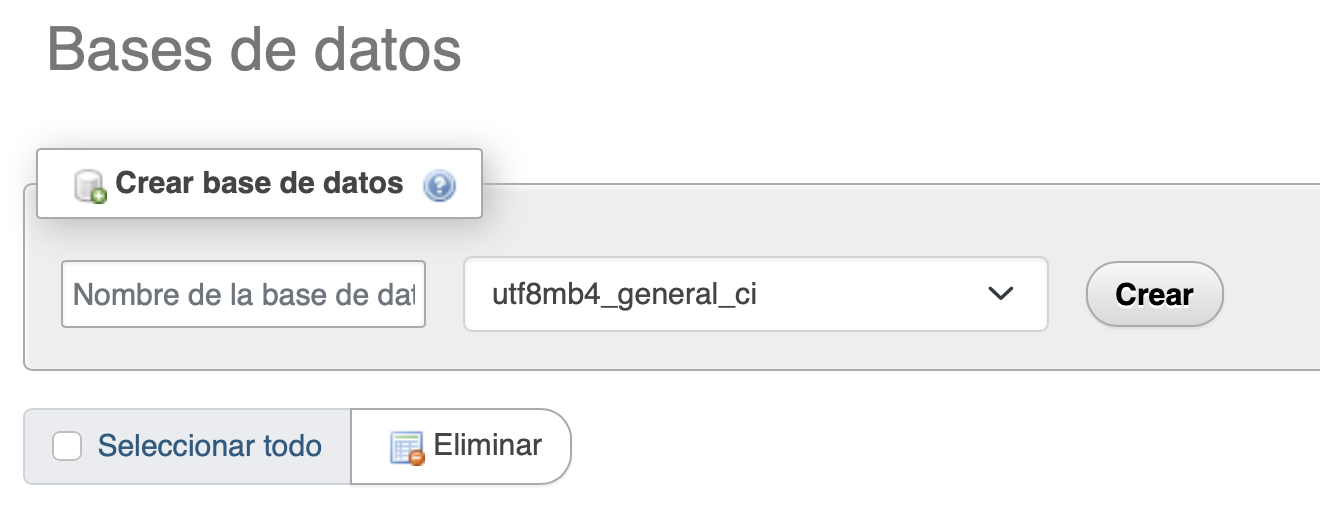 Bases de datos
Crear base de datos
Nombre de la base de dat
utf8mb4_general_ci
Crear
Seleccionar todo
Eliminar